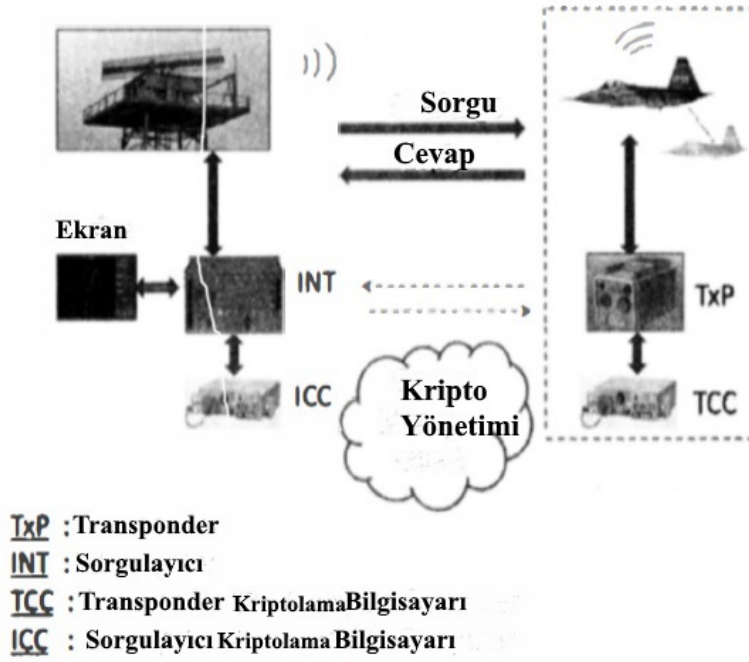 Sorgu
Cevap
Ekran
INT
TxP
ICC
Kripto
Yönetimi
TCC
TxP : Transponder
INT : Sorgulayıcı
TCC : Transponder Kriptolama Bilgisayarı
ICC : Sorgulayıcı Kriptolama Bilgisayarı